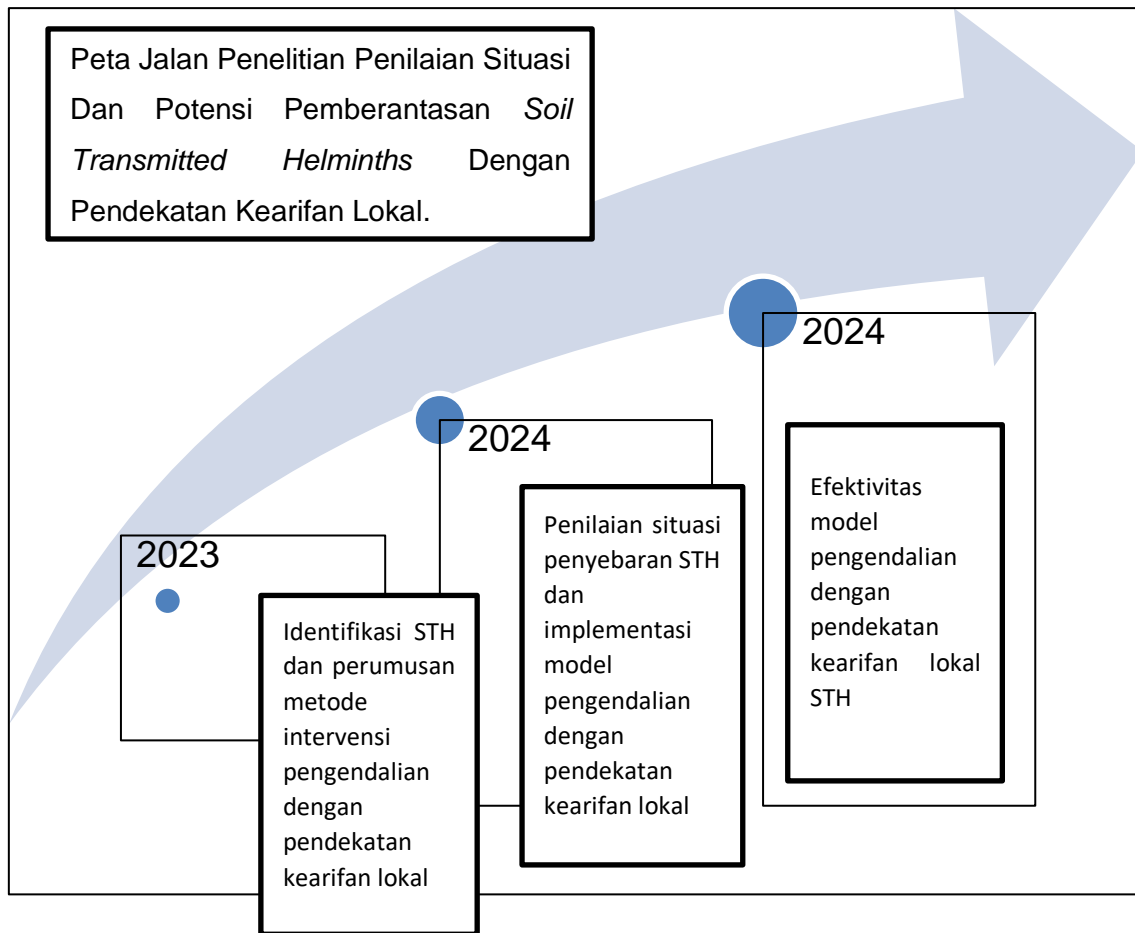 Peta Jalan Penelitian Penilaian Situasi
Dan Potensi Pemberantasan Soil
Transmitted Helminths Dengan
Pendekatan Kearifan Lokal.
2023
Identifikasi STH
dan perumusan
metode
intervensi
pengendalian
dengan
pendekatan
kearifan lokal
2024
Penilaian situasi
penyebaran STH
dan
implementasi
model
pengendalian
dengan
pendekatan
kearifan lokal
2024
Efektivitas
model
pengendalian
dengan
pendekatan
kearifan lokal
STH